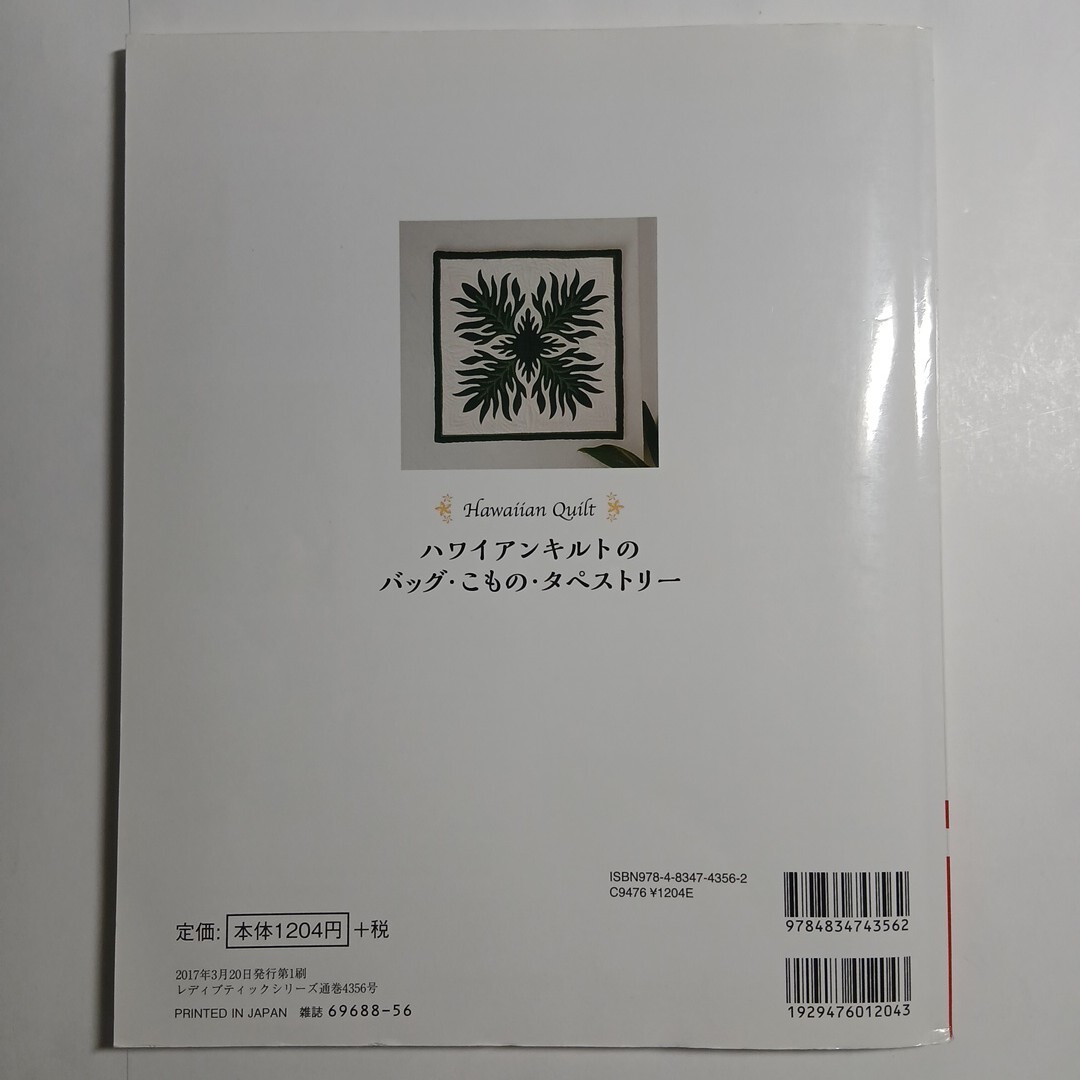 Hawaiian Quilt
ハワイアンキルトの
バッグ・こもの・タペストリー
ISBN978-4-8347-4356-2
C9476 ¥1204E
9784834743562
定価: 本体1204円 +税
2017年3月20日発行第1刷
レディブティックシリーズ通巻4356号
PRINTED IN JAPAN 雑誌 69688-56
1929476012043